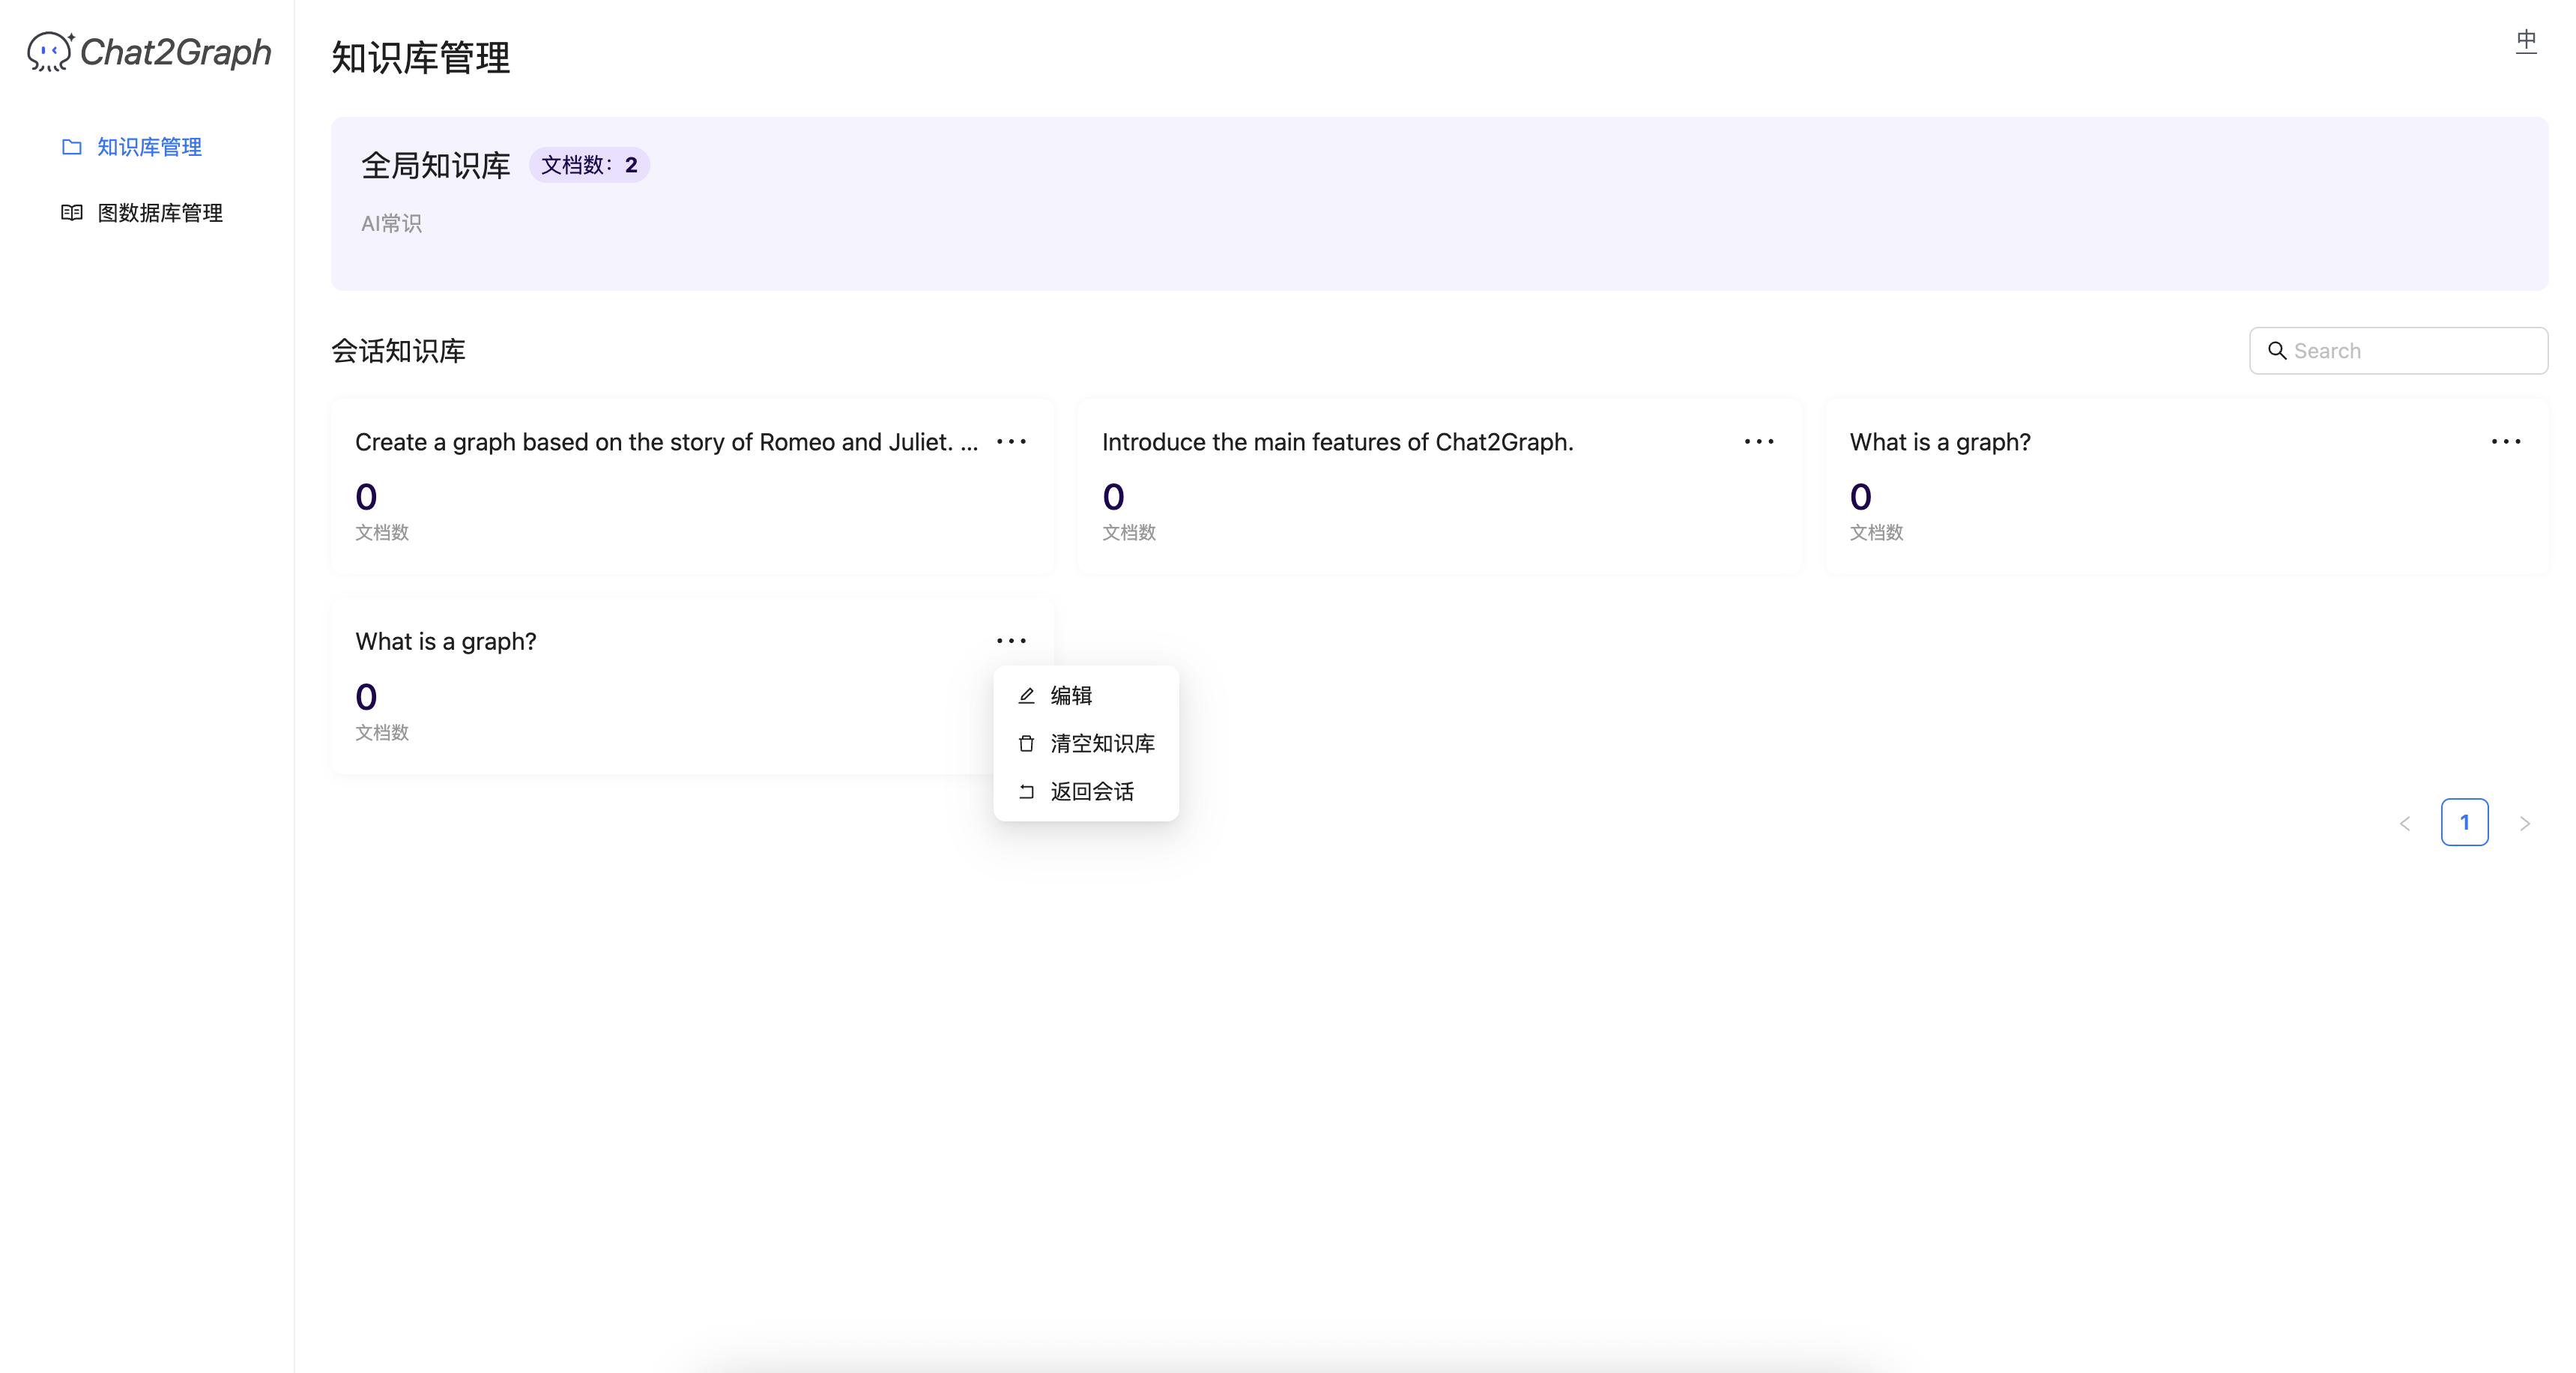 Chat2Graph
知识库管理
图数据库管理
知识库管理
中
全局知识库 文档数: 2
AI常识
会话知识库
Search
Create a graph based on the story of Romeo and Juliet. ...
0
文档数
Introduce the main features of Chat2Graph.
0
文档数
What is a graph?
0
文档数
What is a graph?
0
文档数
编辑
清空知识库
返回会话
1